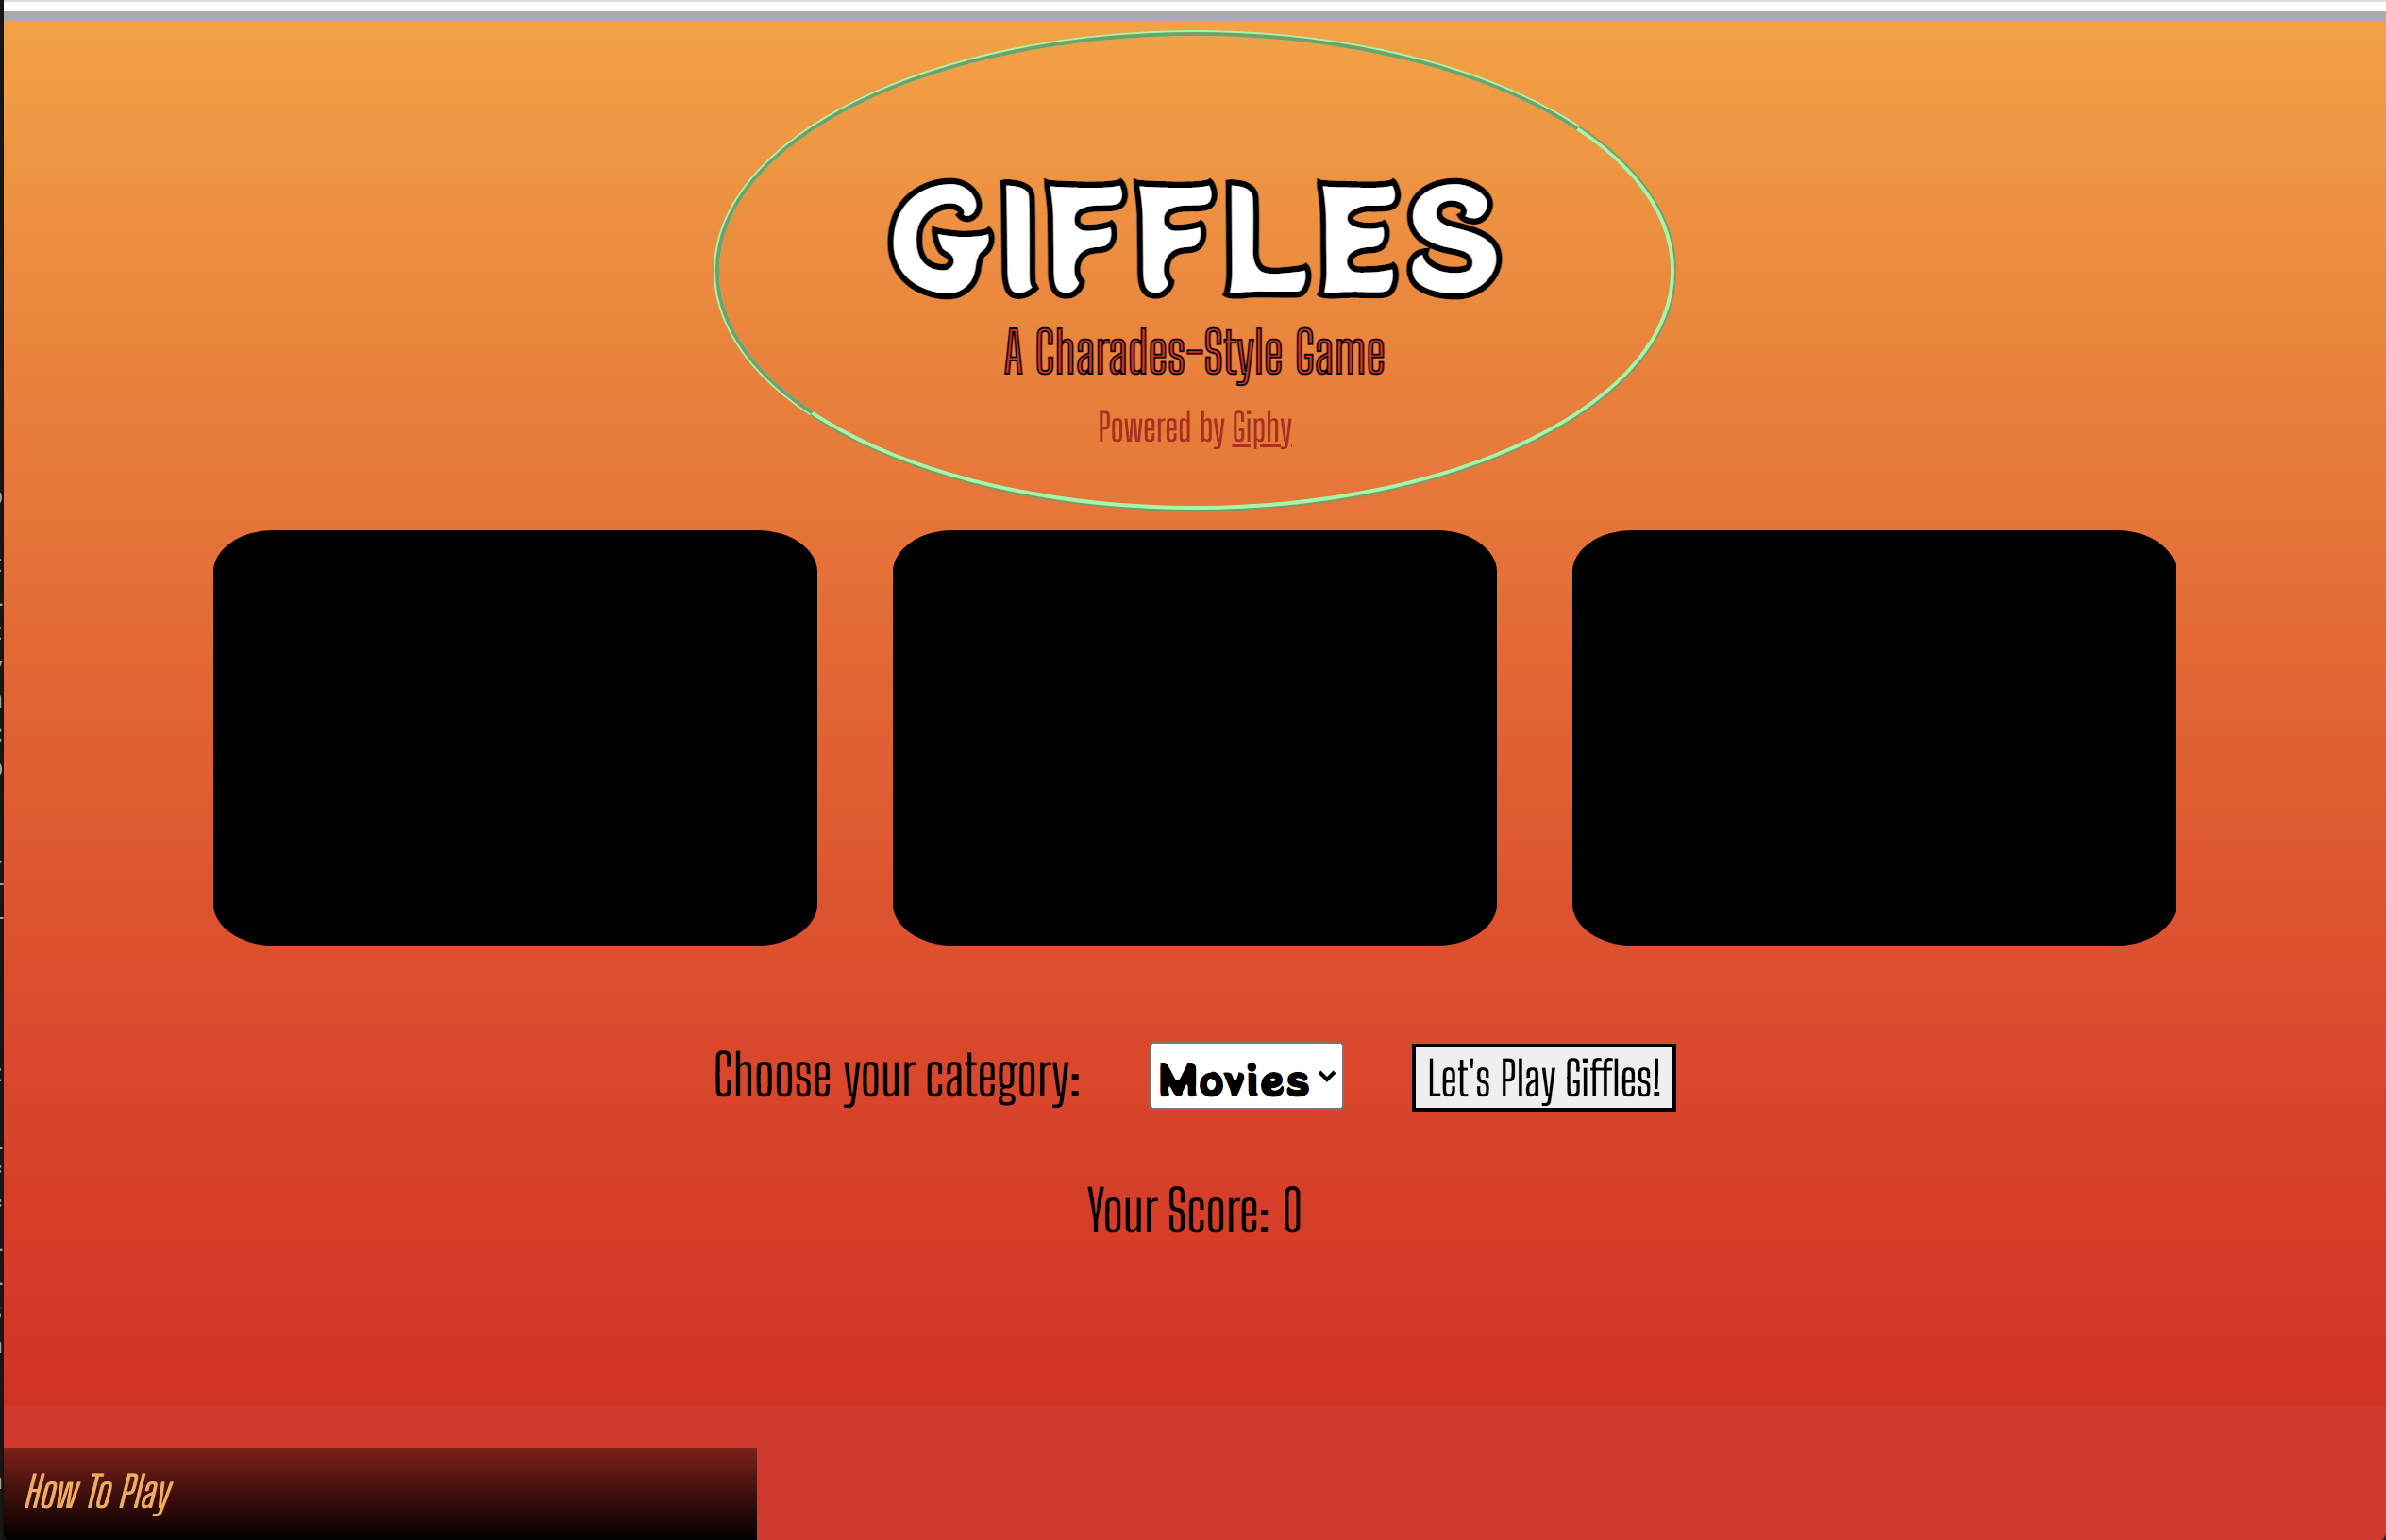 GIFFLES
A Charades-Style Game
Powered by Giphy
Choose your category: Movies Let's Play Giffles!
Your Score: 0
How To Play